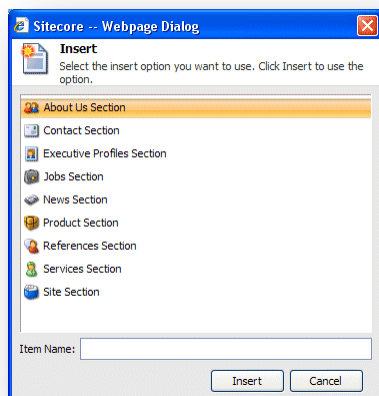 Sitecore -- Webpage Dialog
Insert
Select the insert option you want to use. Click Insert to use the
option.
About Us Section
Contact Section
Executive Profiles Section
Jobs Section
News Section
Product Section
References Section
Services Section
Site Section
Item Name:
Insert
Cancel